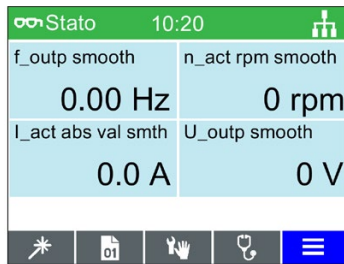 Stato 10:20
f_outp smooth n_act rpm smooth
0.00 Hz 0 rpm
I_act abs val smth U_outp smooth
0.0 A 0 V
01